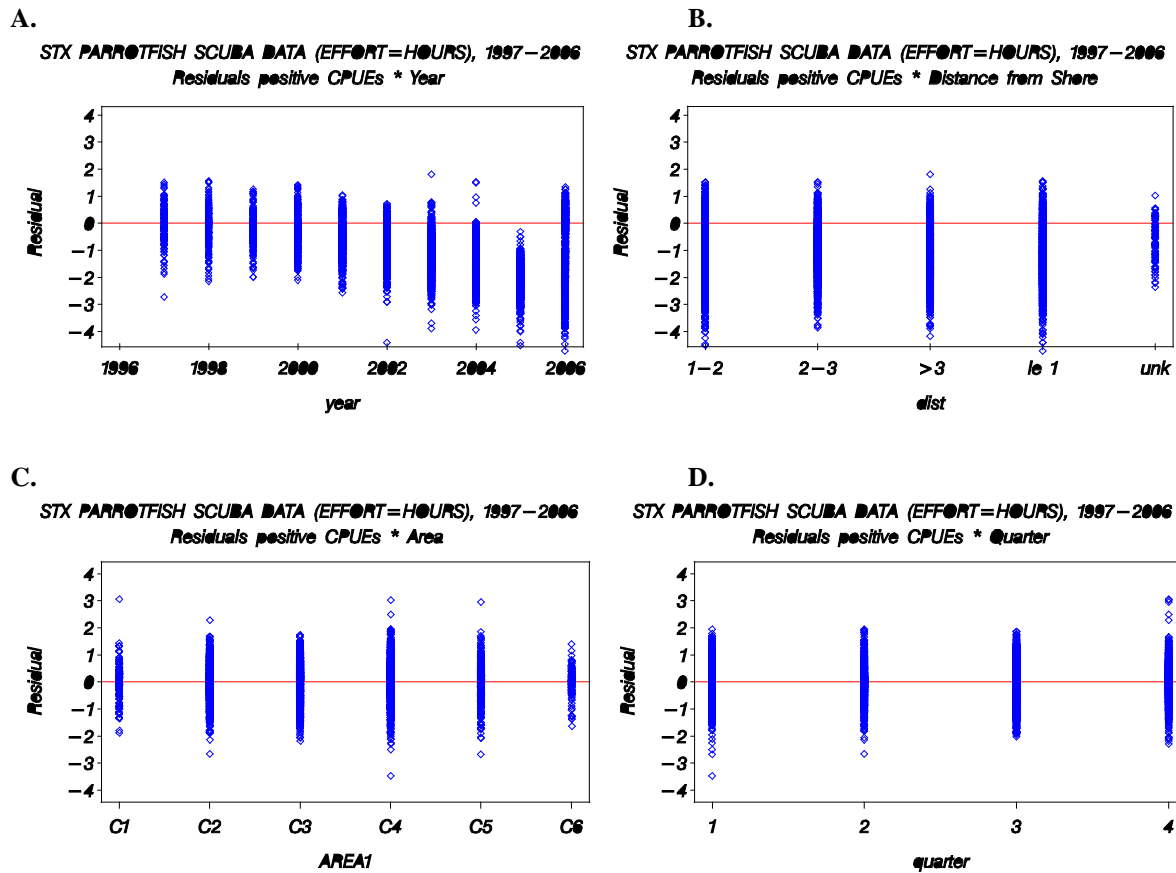 A.
STX PARROTFISH SCUBA DATA (EFFORT=HOURS), 1997-2006
Residuals positive CPUEs * Year
Residual
4
3
2
1
0
-1
-2
-3
-4
1996 1998 2000 2002 2004 2006
year
B.
STX PARROTFISH SCUBA DATA (EFFORT=HOURS), 1997-2006
Residuals positive CPUEs * Distance from Shore
Residual
4
3
2
1
0
-1
-2
-3
-4
1-2 2-3 >3 le 1 unk
dist
C.
STX PARROTFISH SCUBA DATA (EFFORT=HOURS), 1997-2006
Residuals positive CPUEs * Area
Residual
4
3
2
1
0
-1
-2
-3
-4
C1 C2 C3 C4 C5 C6
AREA1
D.
STX PARROTFISH SCUBA DATA (EFFORT=HOURS), 1997-2006
Residuals positive CPUEs * Quarter
Residual
4
3
2
1
0
-1
-2
-3
-4
1 2 3 4
quarter